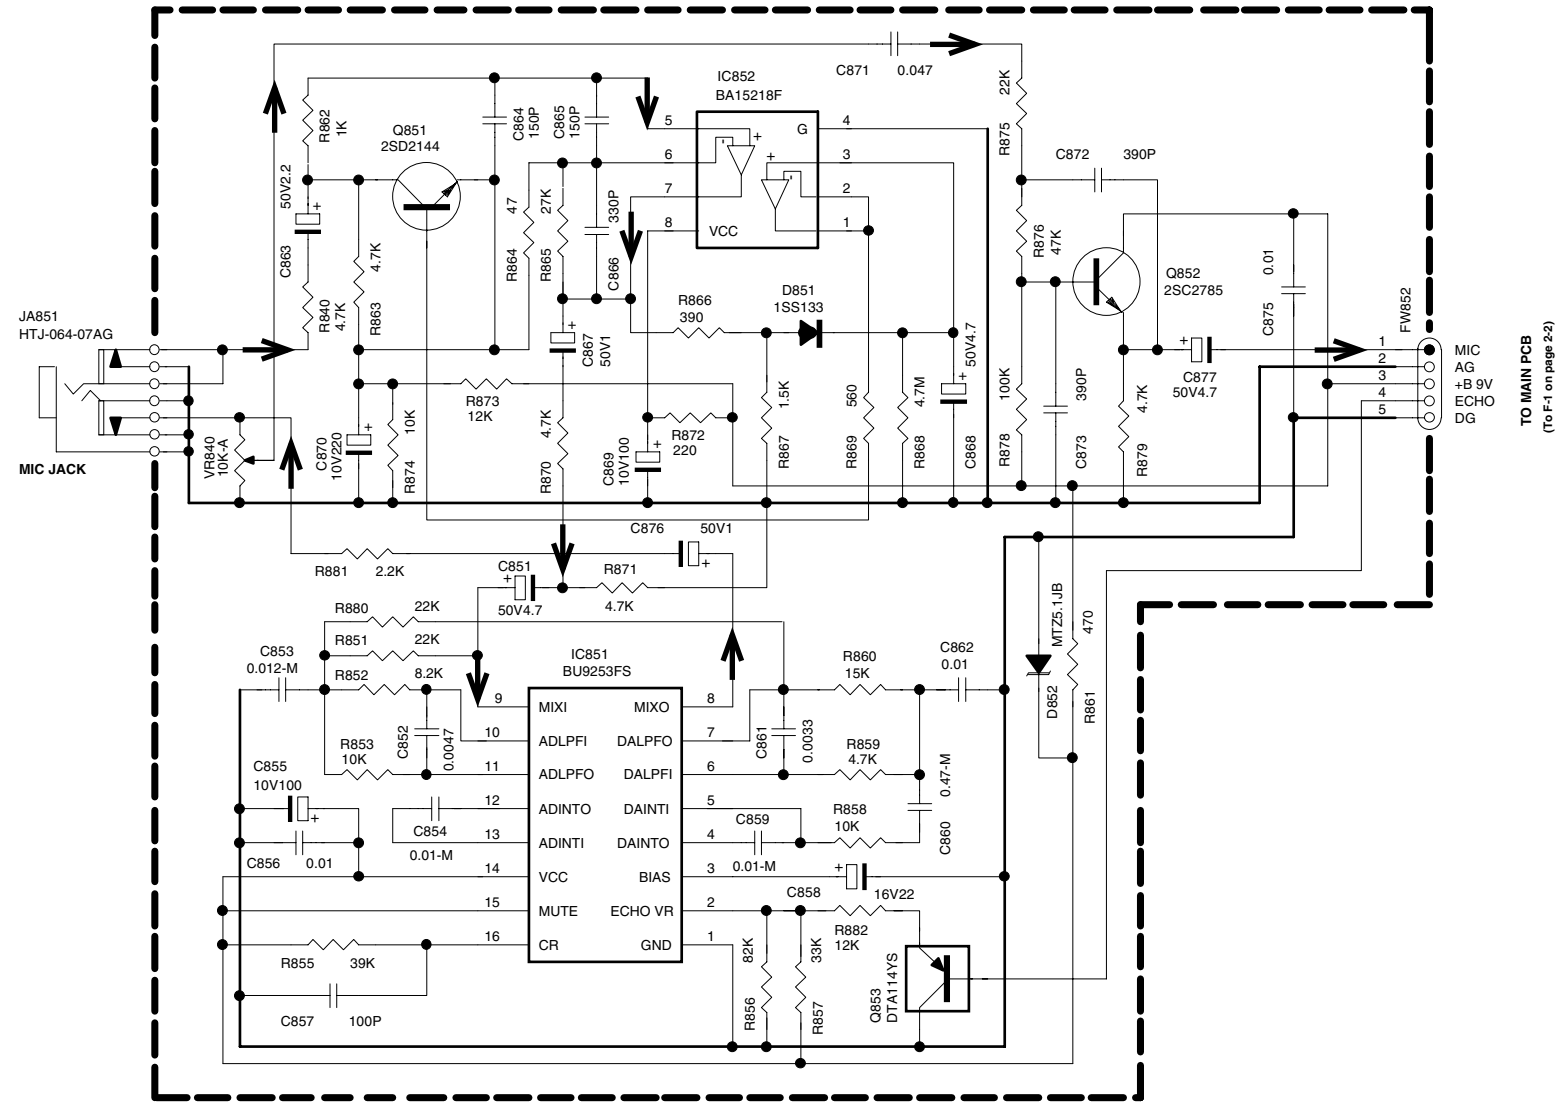 C871 0.047
IC852
BA15218F
R862
1K
Q851
2SD2144
C864
150P
C865
150P
5
6
7
8
G
VCC
4
3
2
1
+
-
+
-
22K
R875
C872 390P
50V2.2
+
C863
R840
4.7K
4.7K
R863
47
R864
27K
R865
330P
C866
R876
47K
Q852
2SC2785
0.01
C875
FW852
JA851
HTJ-064-07AG
MIC JACK
D851
1SS133
R866
390
+
C867
50V1
50V4.7
+
C868
+
C877
50V4.7
1 MIC
2 AG
3 +B 9V
4 ECHO
5 DG
TO MAIN PCB
(To F-1 on page 2-2)
R873
12K
VR840
10K-A
C870
10V220
+
10K
R874
4.7K
R870
C869
10V100
+
R872
220
1.5K
R867
560
R869
4.7M
R868
100K
R878
390P
C873
4.7K
R879
C876 50V1
+
R881 2.2K
C851
+
50V4.7
R871
4.7K
MTZ5.1JB
D852
470
R861
R880 22K
R851 22K
R852 8.2K
C853
0.012-M
C852
0.0047
R853
10K
IC851
BU9253FS
9 MIXI
10 ADLPFI
11 ADLPFO
12 ADINTO
13 ADINTI
14 VCC
15 MUTE
16 CR
MIXO 8
DALPFO 7
DALPFI 6
DAINTI 5
DAINTO 4
BIAS 3
ECHO VR 2
GND 1
R860
15K
C862
0.01
C861
0.0033
R859
4.7K
0.47-M
C860
C855
10V100
+
C856 0.01
C854
0.01-M
C859
0.01-M
R858
10K
+
C858 16V22
R882
12K
R855 39K
C857 100P
82K
R856
33K
R857
Q853
DTA114YS